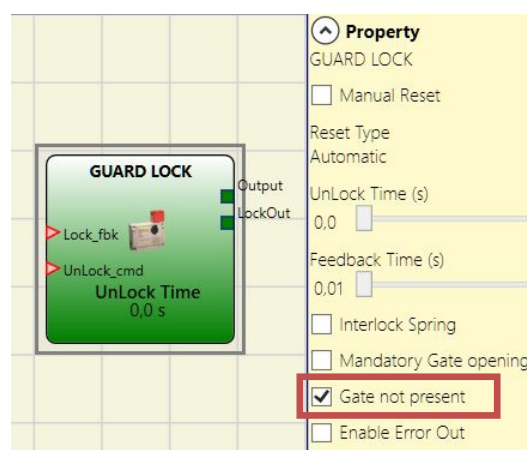 GUARD LOCK
Lock_fbk
UnLock_cmd
Output
LockOut
UnLock Time
0,0 s
Property
GUARD LOCK
Manual Reset
Reset Type
Automatic
UnLock Time (s)
0,0
Feedback Time (s)
0,01
Interlock Spring
Mandatory Gate opening
Gate not present
Enable Error Out